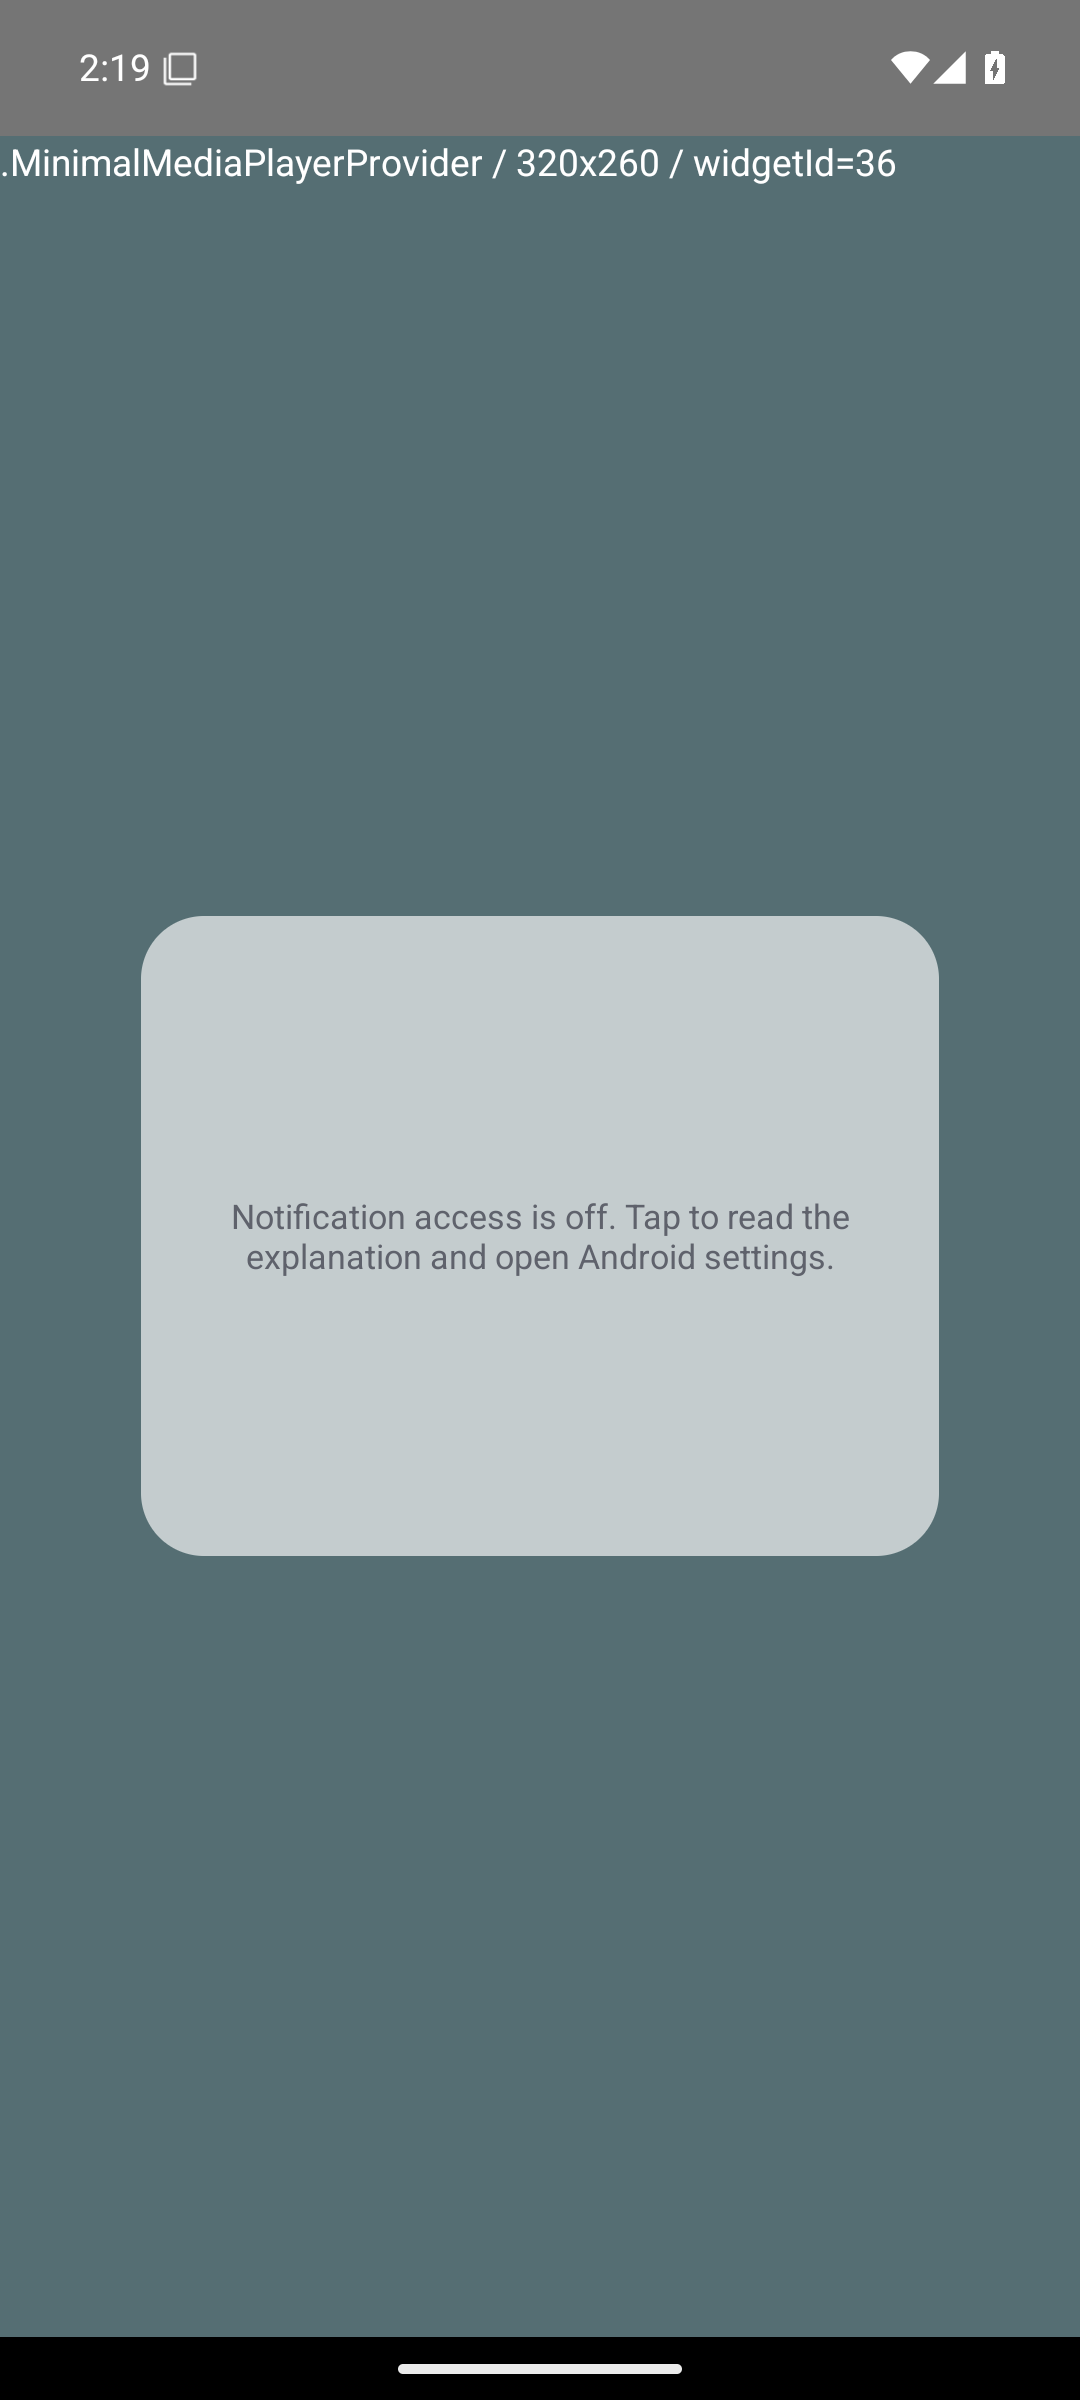 2:19
.MinimalMediaPlayerProvider / 320x260 / widgetId=36
Notification access is off. Tap to read the
explanation and open Android settings.